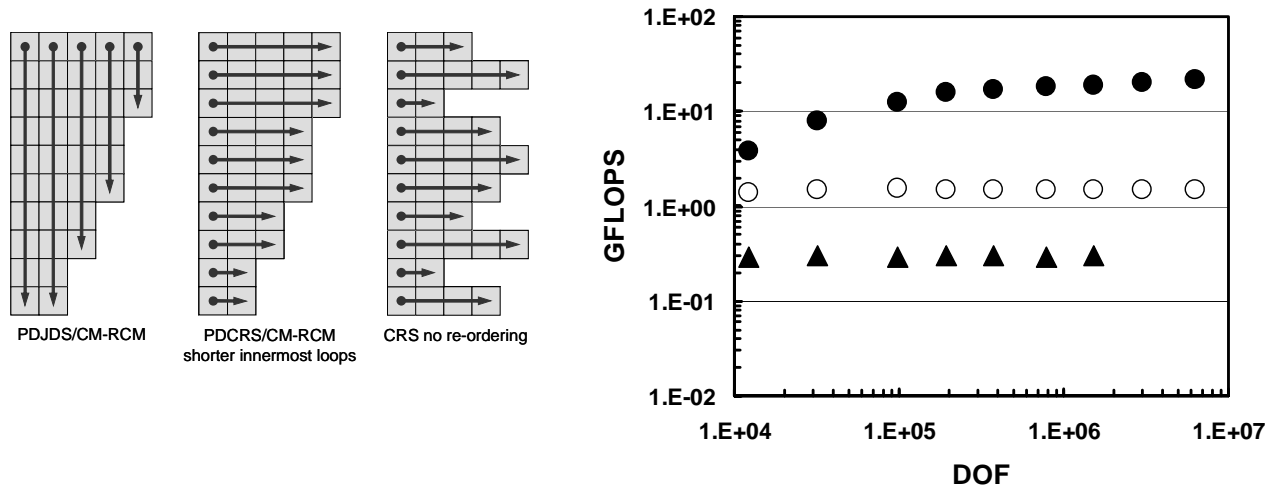 PDJDS/CM-RCM
PDCRS/CM-RCM
shorter innermost loops
CRS no re-ordering
1.E+02
1.E+01
1.E+00
1.E-01
1.E-02
GFLOPS
1.E+04
1.E+05
1.E+06
1.E+07
DOF